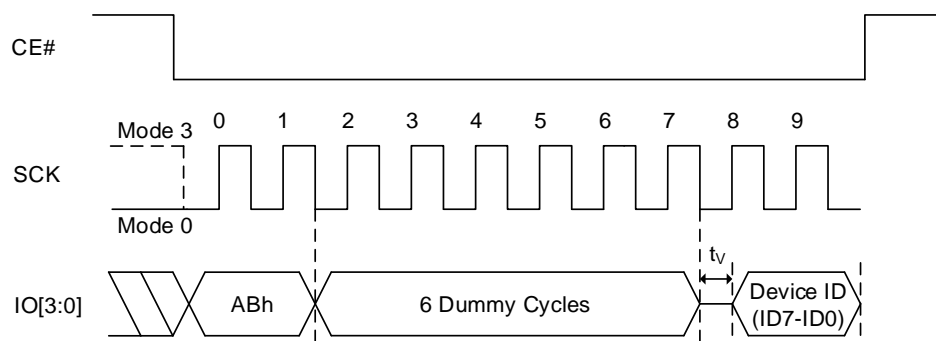 CE#
0 1 2 3 4 5 6 7 8 9
Mode 3
SCK
Mode 0
tV
IO[3:0]
ABh
6 Dummy Cycles
Device ID
(ID7-ID0)